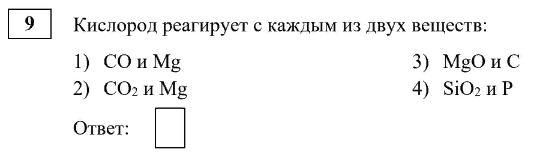 9 Кислород реагирует с каждым из двух веществ:
1) CO и Mg 3) MgO и C
2) CO₂ и Mg 4) SiO₂ и P
Ответ: